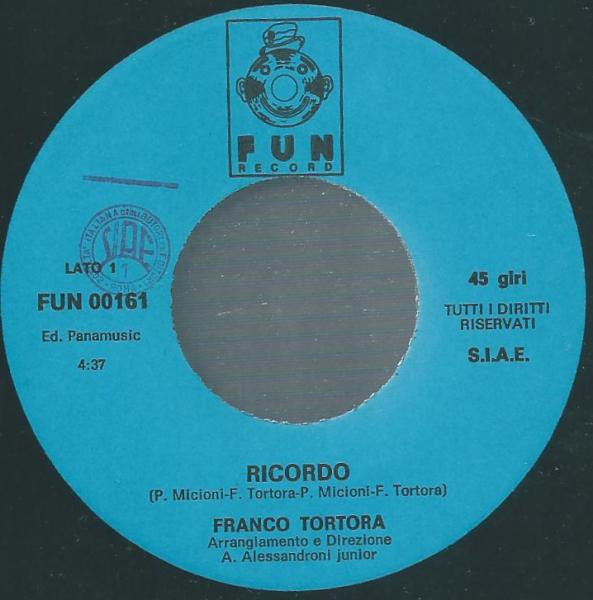 FUN
RECORD
LATO 1
FUN 00161
Ed. Panamusic
4:37
45 giri
TUTTI I DIRITTI
RISERVATI
S.I.A.E.
RICORDO
(P. Micioni-F. Tortora-P. Micioni-F. Tortora)
FRANCO TORTORA
Arrangiamento e Direzione
A. Alessandroni junior